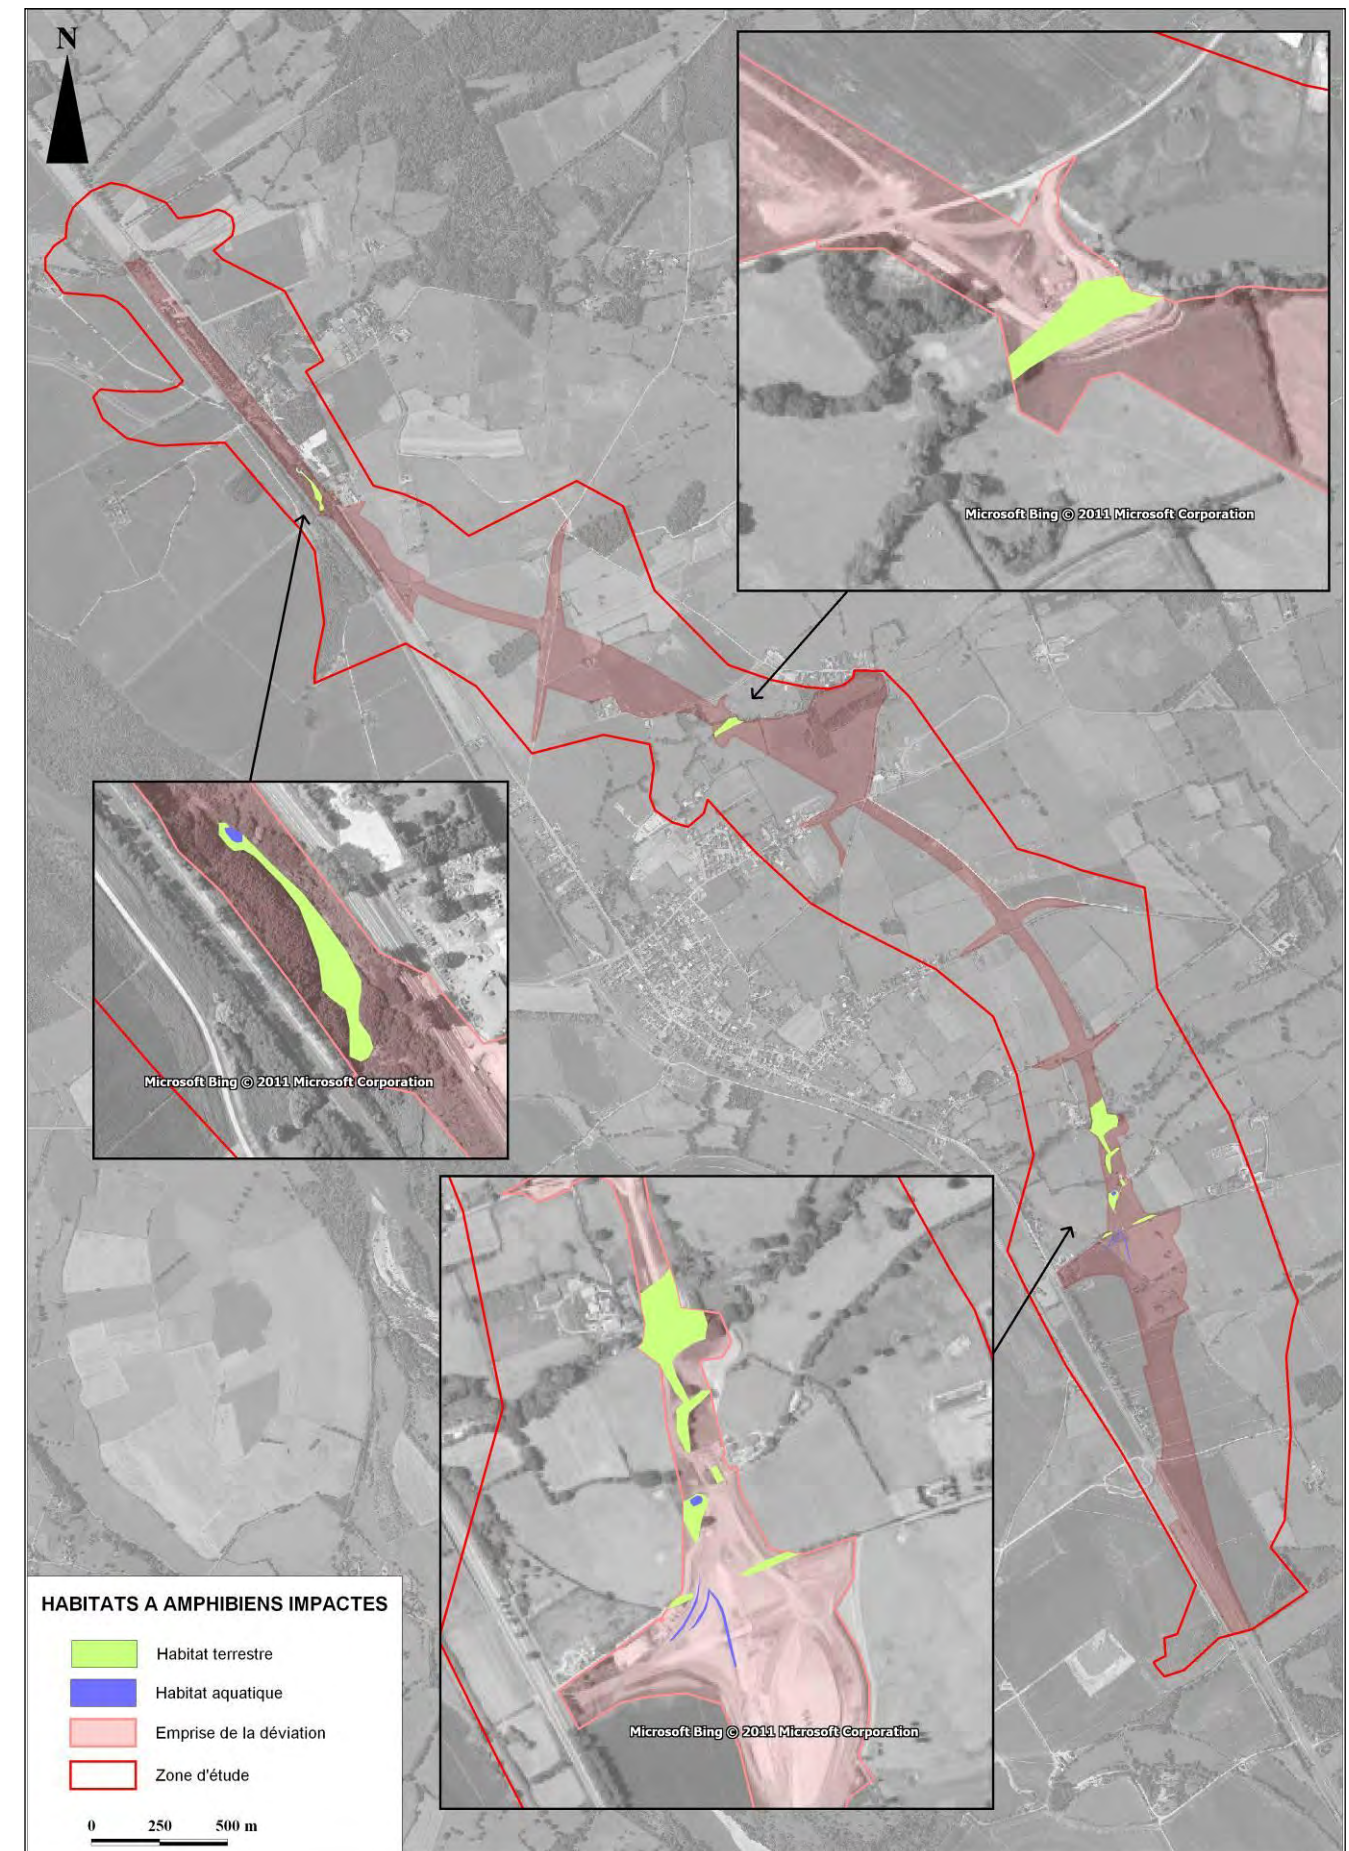 N
Microsoft Bing © 2011 Microsoft Corporation
Microsoft Bing © 2011 Microsoft Corporation
Microsoft Bing © 2011 Microsoft Corporation
HABITATS A AMPHIBIENS IMPACTES
Habitat terrestre
Habitat aquatique
Emprise de la déviation
Zone d'étude
0 250 500 m